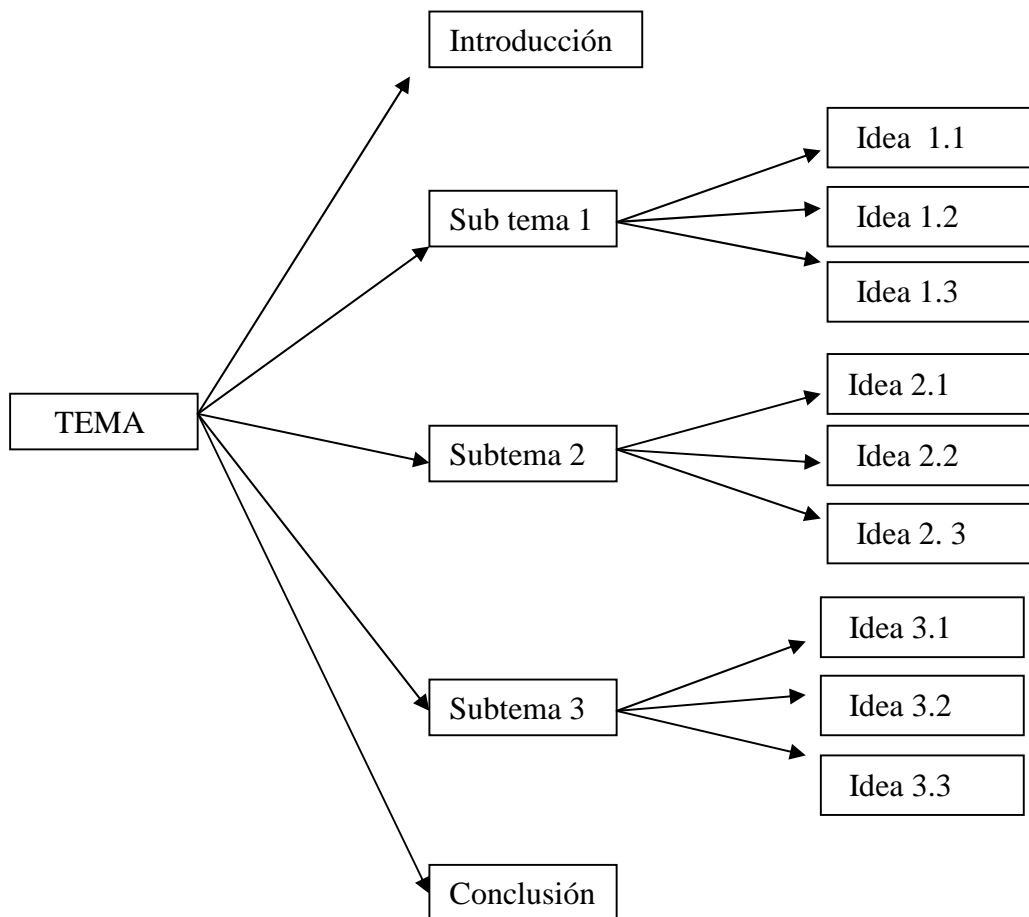 Introducción
Idea  1.1
Sub tema 1
Idea 1.2
Idea 1.3
Idea 2.1
TEMA
Subtema 2
Idea 2.2
Idea 2. 3
Idea 3.1
Subtema 3
Idea 3.2
Idea 3.3
Conclusión